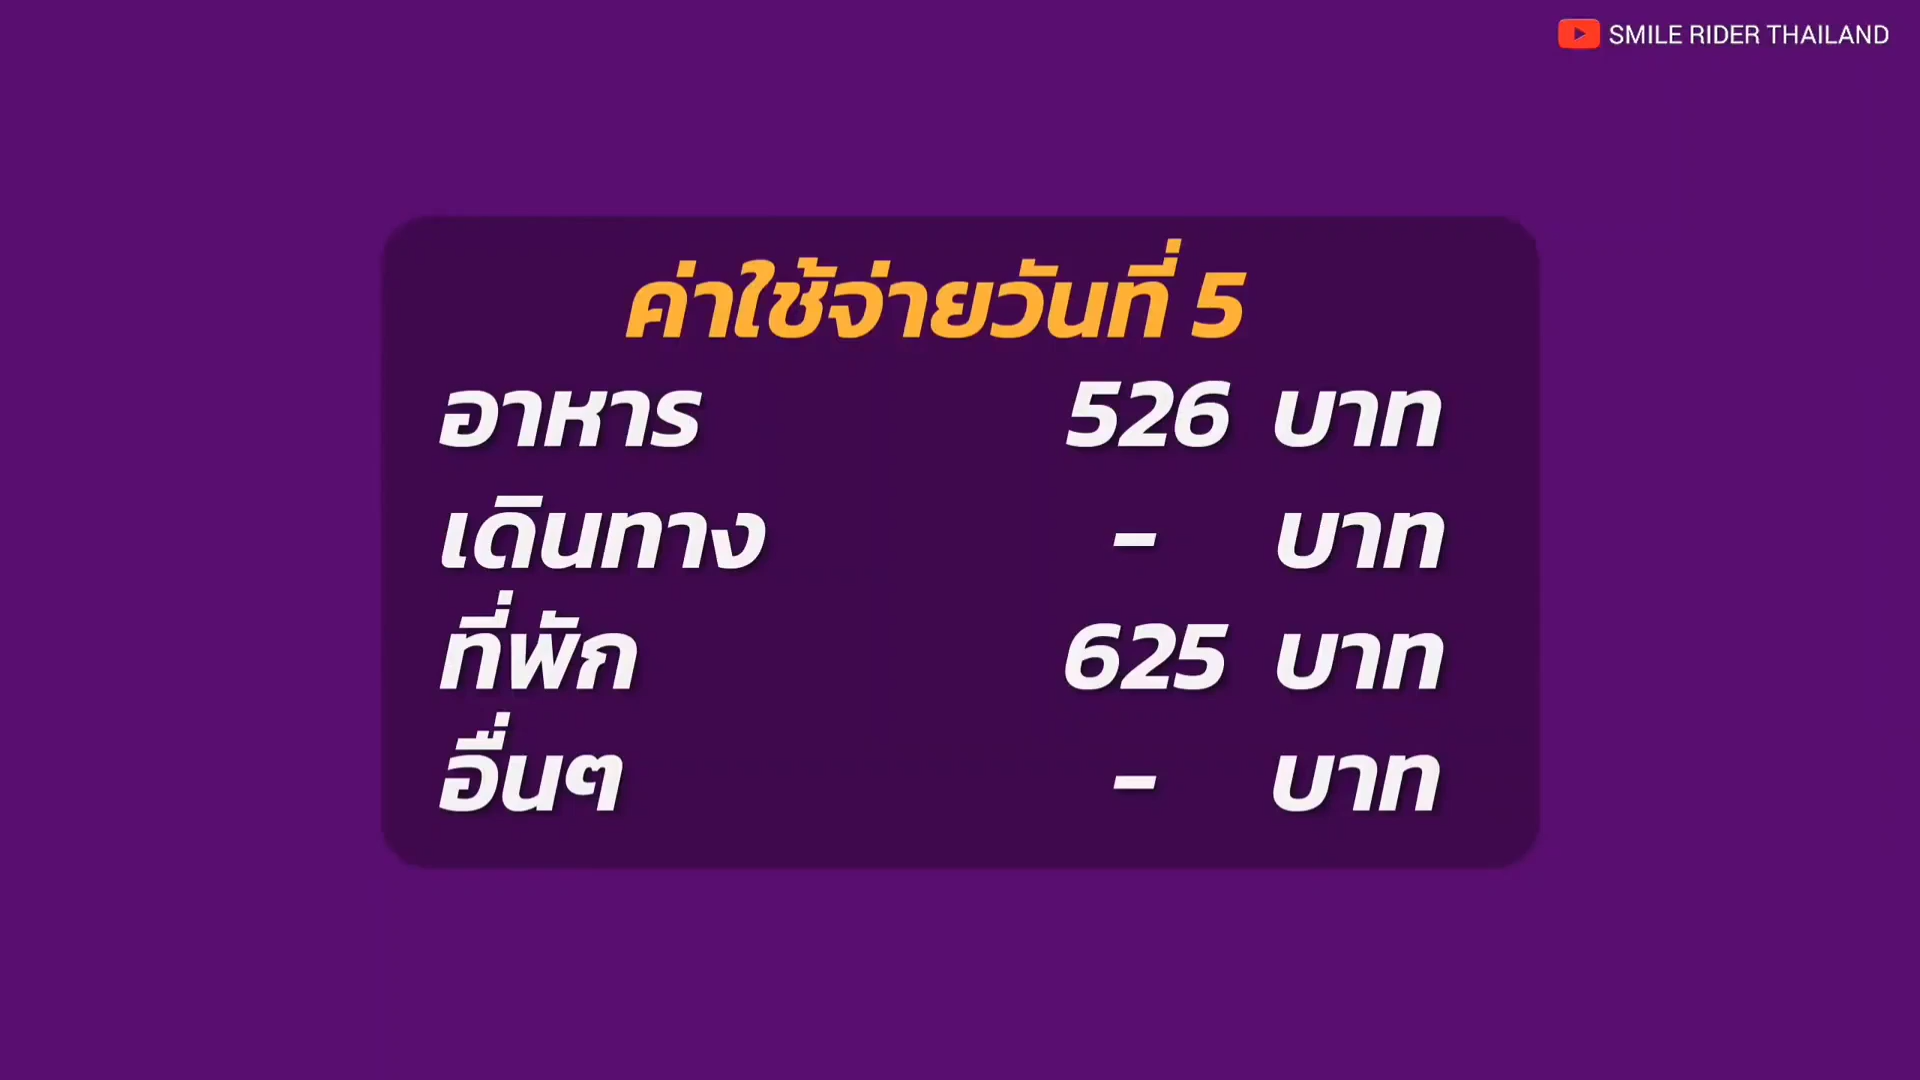 SMILE RIDER THAILAND
ค่าใช้จ่ายวันที่ 5
อาหาร 526 บาท
เดินทาง - บาท
ที่พัก 625 บาท
อื่นๆ - บาท